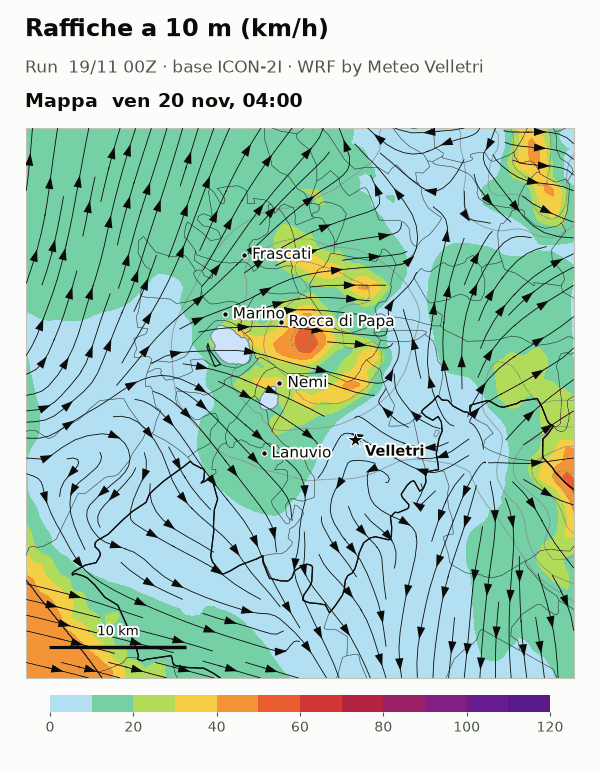 Raffiche a 10 m (km/h)
Run  19/11 00Z · base ICON-2I · WRF by Meteo Velletri
Mappa  ven 20 nov, 04:00
Frascati
Marino
Rocca di Papa
Nemi
Velletri
Lanuvio
10 km
0 20 40 60 80 100 120